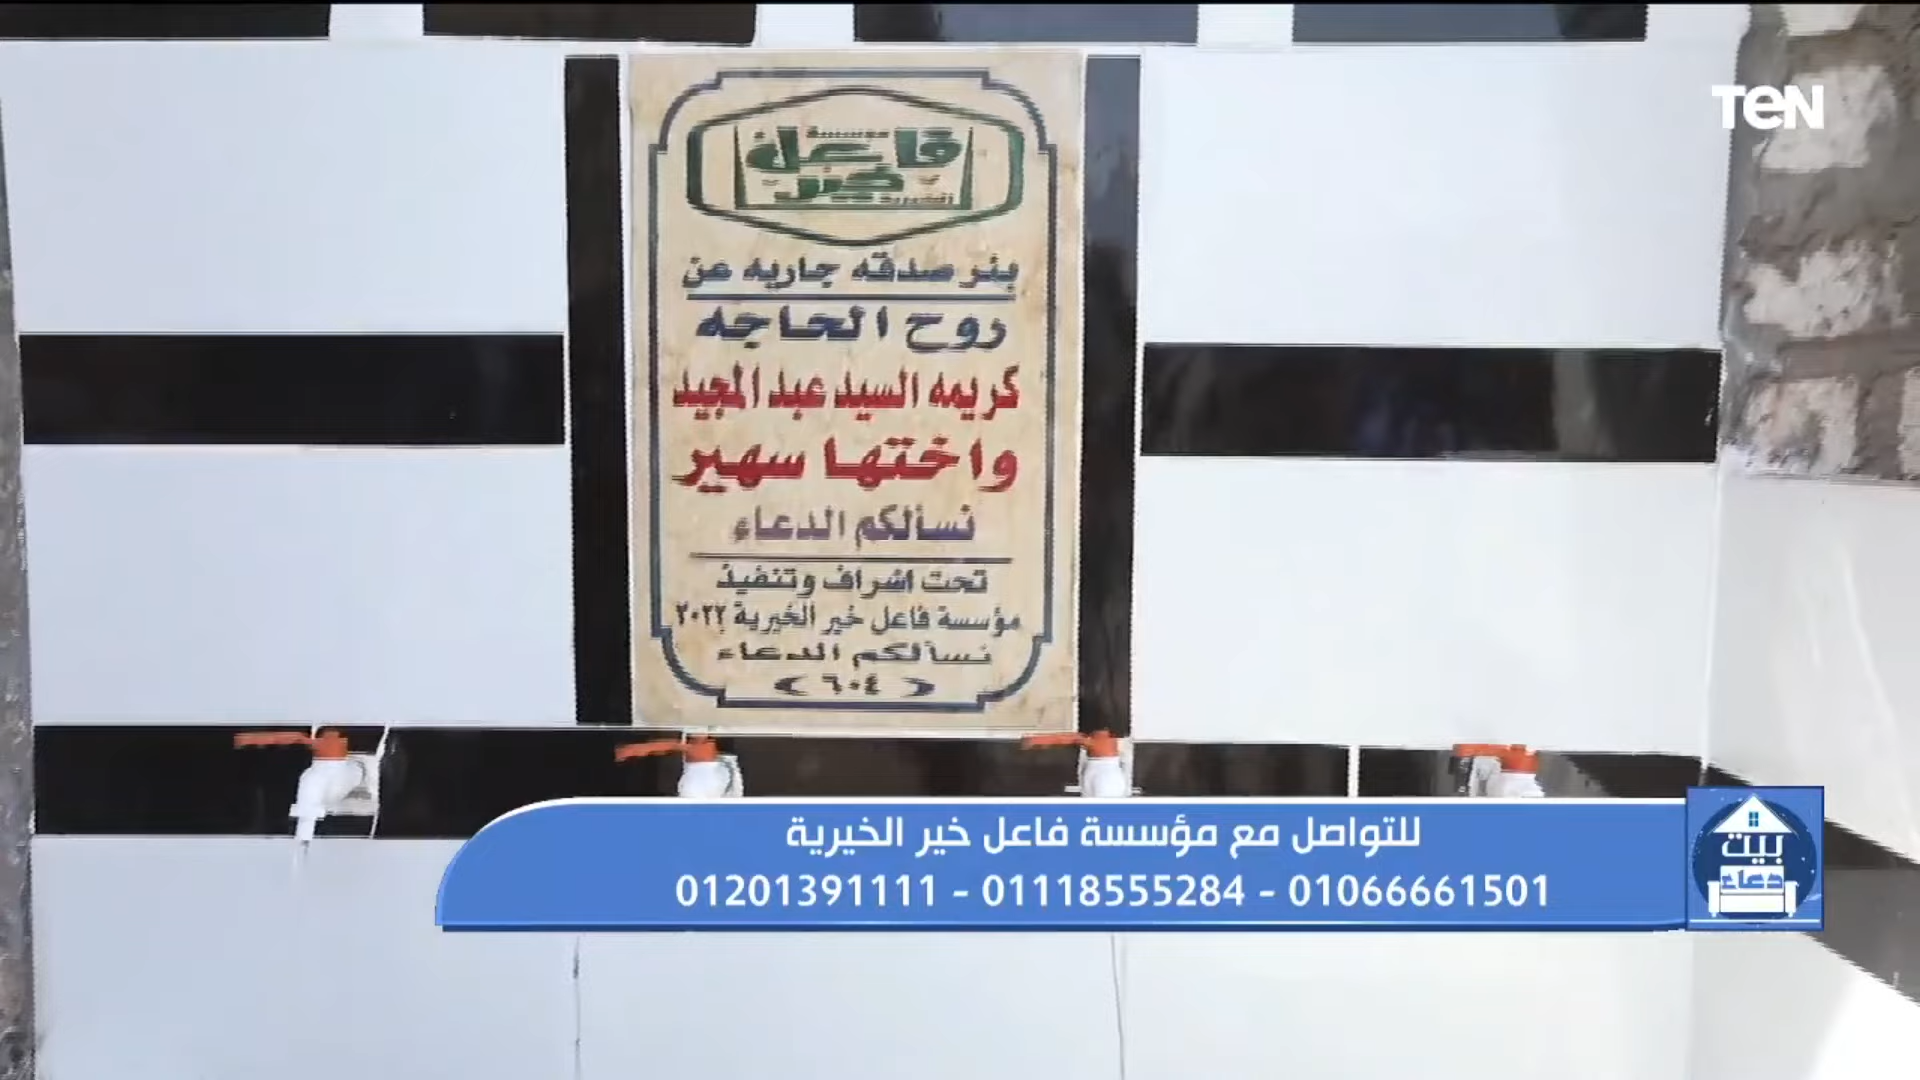 TeN
مؤسسة
فاعل
خير
الخيرية
بئر صدقه جاريه عن
روح الحاجه
كريمه السيد عبد المجيد
واختها سهير
نسألكم الدعاء
تحت اشراف وتنفيذ
مؤسسة فاعل خير الخيرية ٢٠٢٢
نسألكم الدعاء
< ٦٠٤ >
للتواصل مع مؤسسة فاعل خير الخيرية
01066661501 - 01118555284 - 01201391111
بيت
دعاء